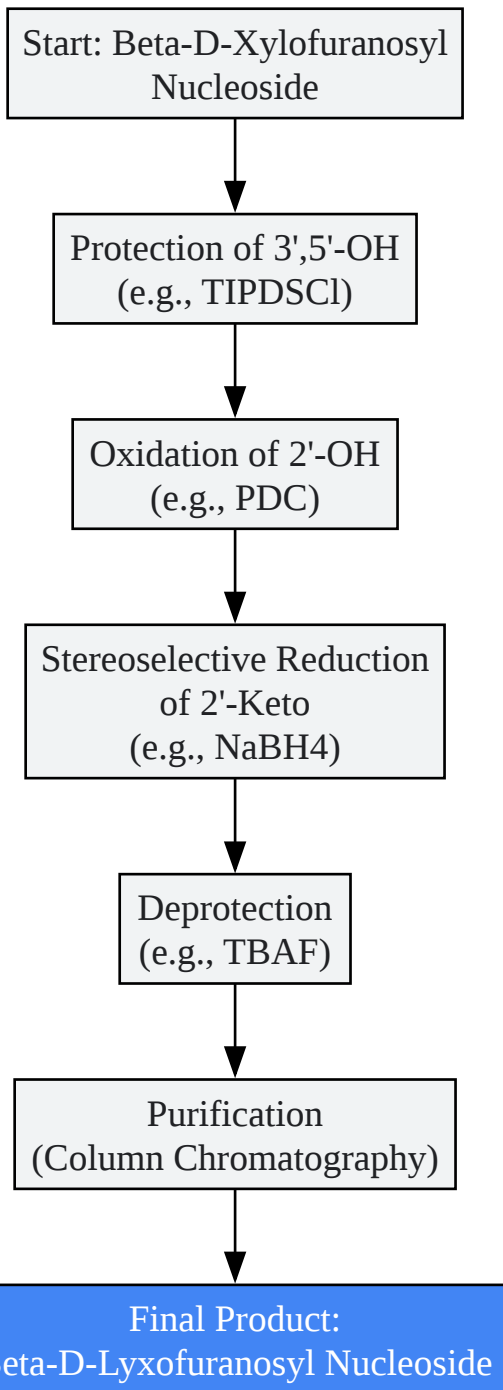 Start: Beta-D-Xylofuranosyl
Nucleoside
Protection of 3',5'-OH
(e.g., TIPDSCl)
Oxidation of 2'-OH
(e.g., PDC)
Stereoselective Reduction
of 2'-Keto
(e.g., NaBH4)
Deprotection
(e.g., TBAF)
Purification
(Column Chromatography)
Final Product:
eta-D-Lyxofuranosyl Nucleoside